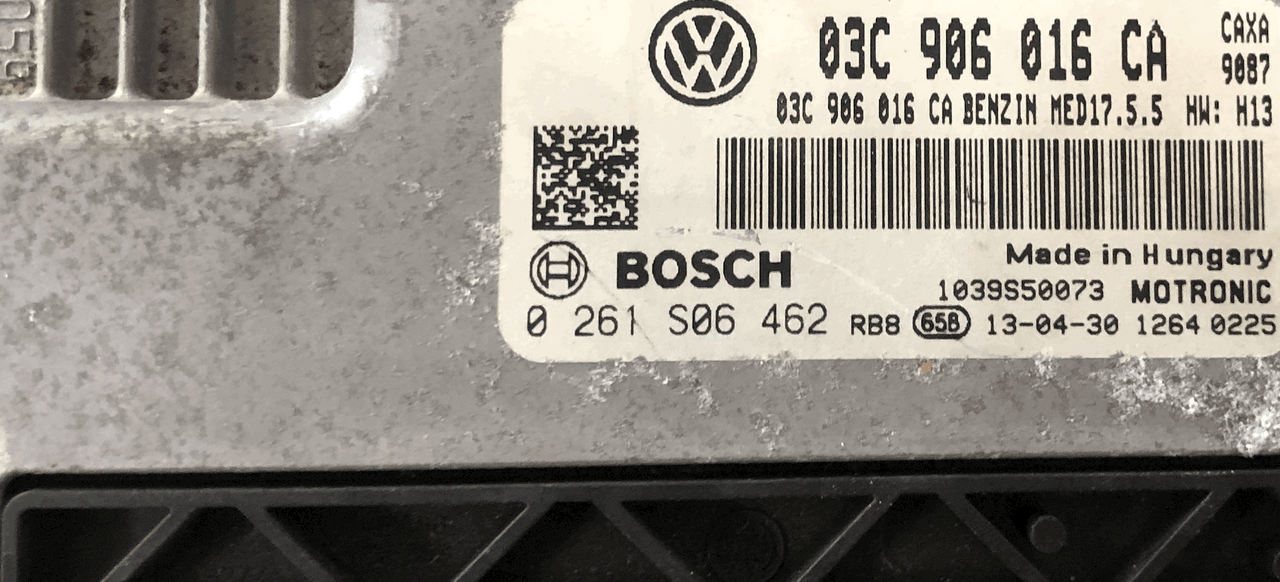 03C 906 016 CA
CAXA
9087
03C 906 016 CA BENZIN MED17.5.5 HW: H13
BOSCH
Made in Hungary
1039S50073 MOTRONIC
0 261 S06 462 RB8 65B 13-04-30 1264 0225